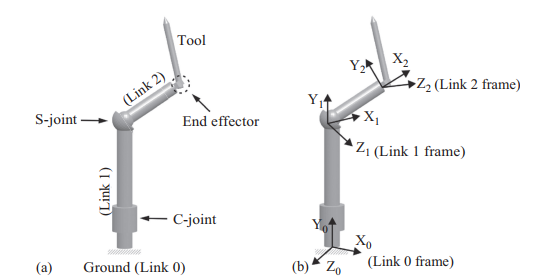 Tool
(Link 2)
S-joint
End effector
(Link 1)
C-joint
(a)
Ground (Link 0)
Y2
X2
Z2 (Link 2 frame)
Y1
X1
Z1 (Link 1 frame)
Y0
X0
(Link 0 frame)
(b)
Z0